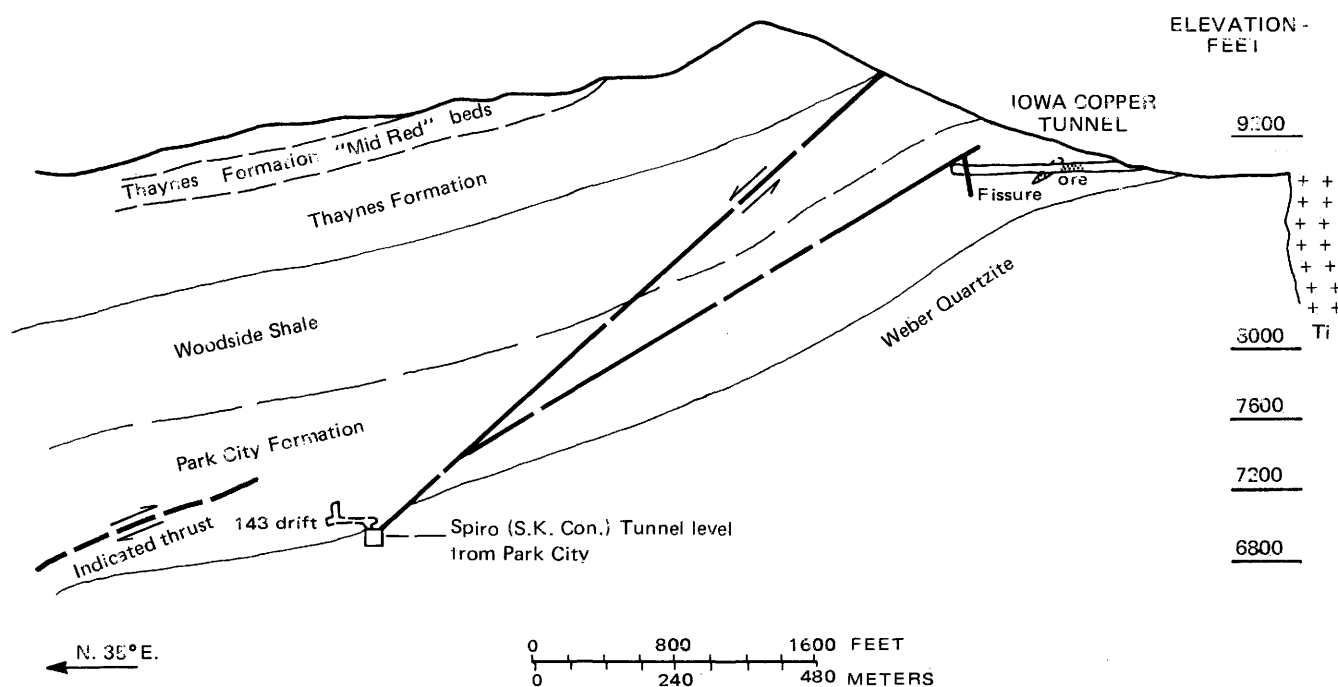 ELEVATION -
FEET
IOWA COPPER
TUNNEL
9200
Thaynes Formation "Mid Red" beds
ore
Fissure
Thaynes Formation
Weber Quartzite
Woodside Shale
Ti
8000
7600
Park City Formation
7200
143 drift
Spiro (S.K. Con.) Tunnel level
from Park City
Indicated thrust
6800
N. 35°E.
0 800 1600 FEET
0 240 480 METERS